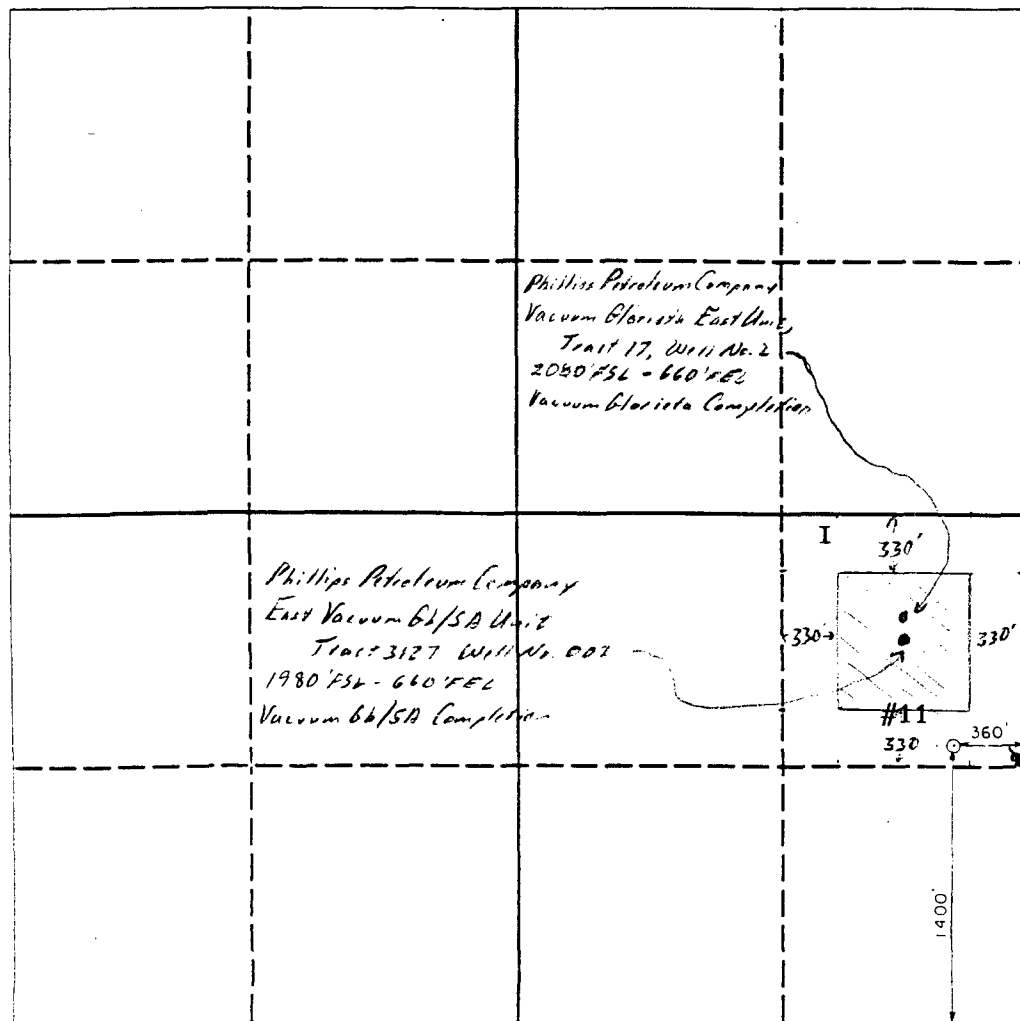 Phillips Petroleum Company
Vacuum Glorieta East Unit,
Tract 17, Well No. 2
2080' FSL - 660' FEL
Vacuum Glorieta Completion
I
330'
Phillips Petroleum Company
East Vacuum Gb/SA Unit
Tract 3127 Well No. 002
1980' FSL - 660' FEL
Vacuum Gb/SA Completion
330'
330'
#11
330
360'
1400'